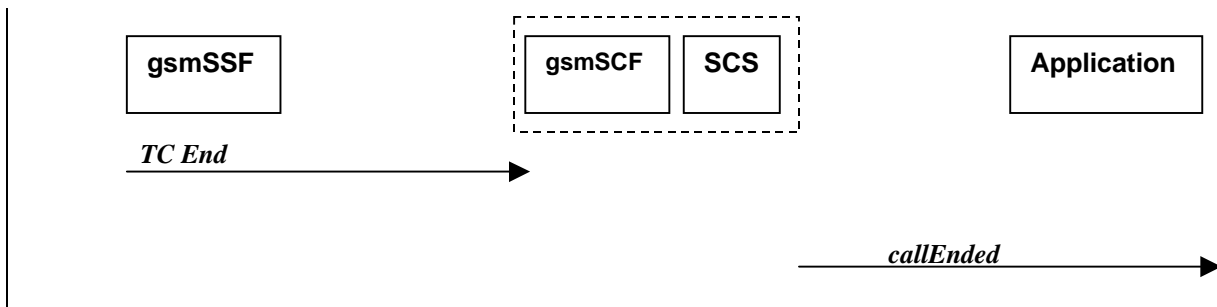 gsmSSF
gsmSCF
SCS
Application
TC End
callEnded